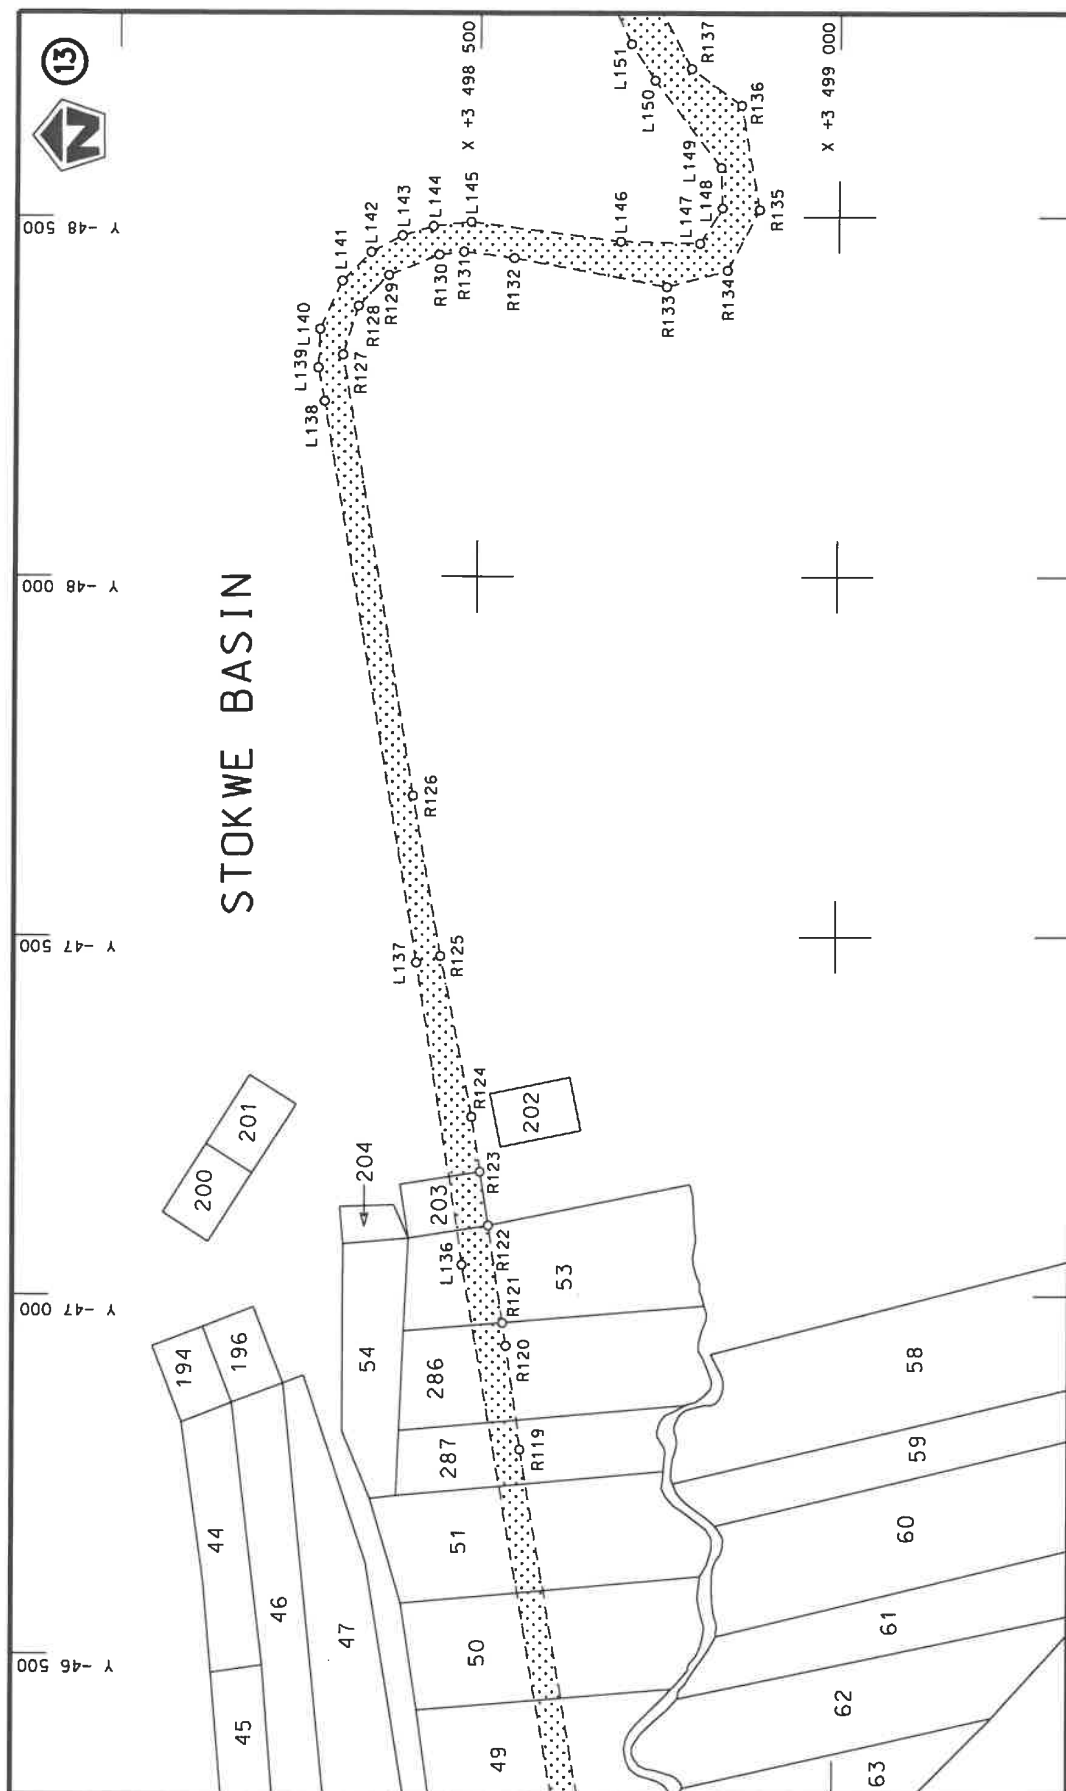 13
N
Y -48 500
Y -48 000
Y -47 500
Y -47 000
Y -46 500
X +3 498 500
X +3 499 000
STOKWE BASIN
L136
L137
L138
L139
L140
L141
L142
L143
L144
L145
L146
L147
L148
L149
L150
L151
R119
R120
R121
R122
R123
R124
R125
R126
R127
R128
R129
R130
R131
R132
R133
R134
R135
R136
R137
200
201
202
203
204
194
196
44
45
46
47
54
286
287
51
50
49
53
58
59
60
61
62
63